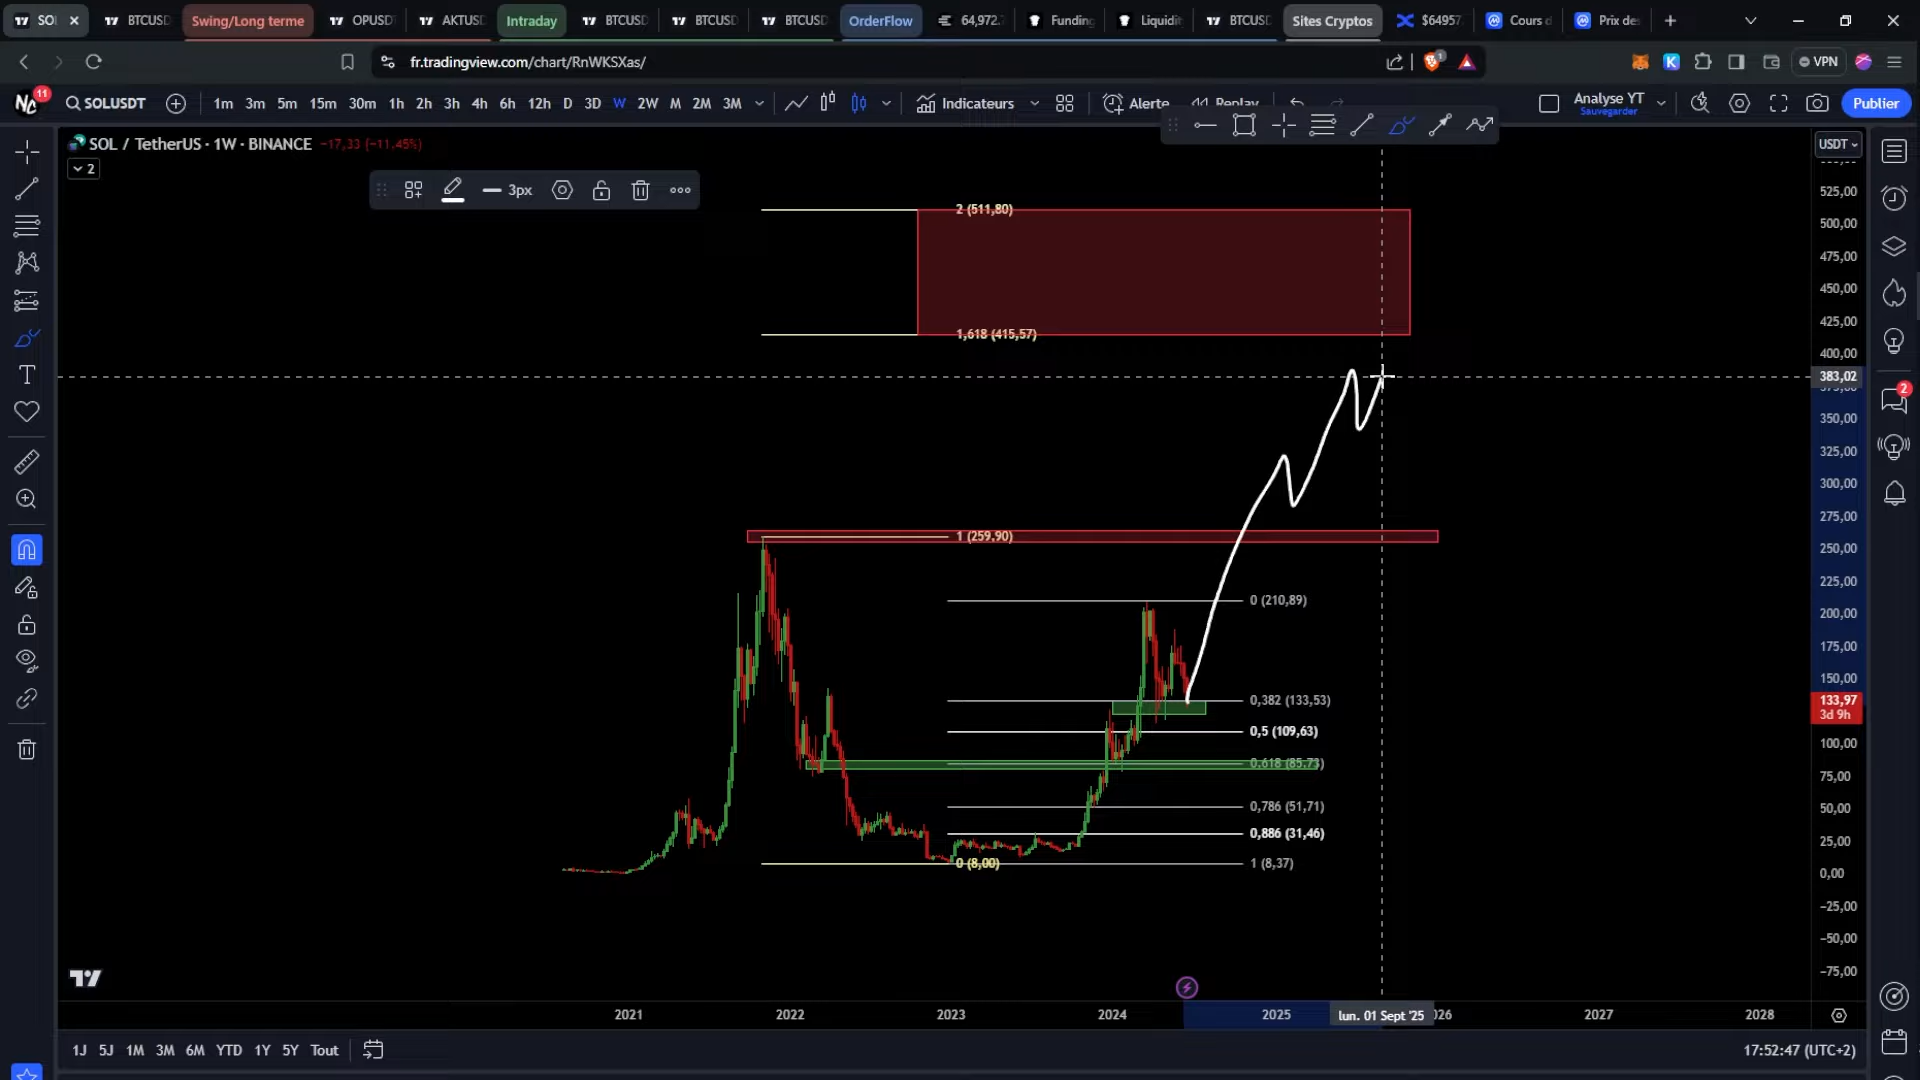 SOL
BTCUSD
Swing/Long terme
OPUSDT
AKTUSD
Intraday
BTCUSD
BTCUSD
BTCUSD
OrderFlow
64,972.
Funding
Liquidit
BTCUSD
Sites Cryptos
$64957
Cours d
Prix des
fr.tradingview.com/chart/RnWKSXas/
1
VPN
11
SOLUSDT
1m 3m 5m 15m 30m 1h 2h 3h 4h 6h 12h D 3D W 2W M 2M 3M
Indicateurs
Alerte
Replay
Analyse YT
Sauvegarder
Publier
SOL / TetherUS · 1W · BINANCE −17,33 (−11,45%)
USDT
2
3px
2 (511,80)
1,618 (415,57)
1 (259,90)
0 (210,89)
0,382 (133,53)
0,5 (109,63)
0,618 (85,73)
0,786 (51,71)
0,886 (31,46)
0 (8,00)
1 (8,37)
525,00
500,00
475,00
450,00
425,00
400,00
383,02
375,00
350,00
325,00
300,00
275,00
250,00
225,00
200,00
175,00
150,00
133,97
3d 9h
100,00
75,00
50,00
25,00
0,00
−25,00
−50,00
−75,00
2
2021 2022 2023 2024 2025 lun. 01 Sept '25 026 2027 2028
1J 5J 1M 3M 6M YTD 1Y 5Y Tout
17:52:47 (UTC+2)